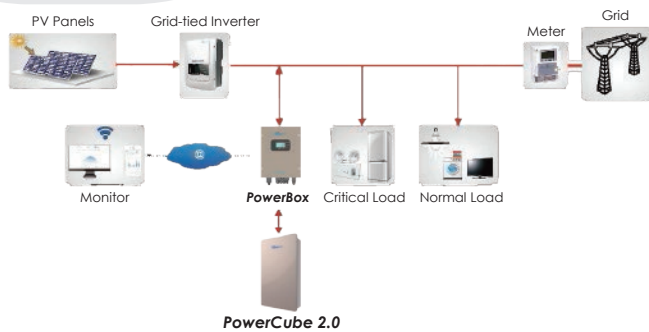 PV Panels
Grid-tied Inverter
Meter
Grid
Monitor
PowerBox
Critical Load
Normal Load
PowerCube 2.0